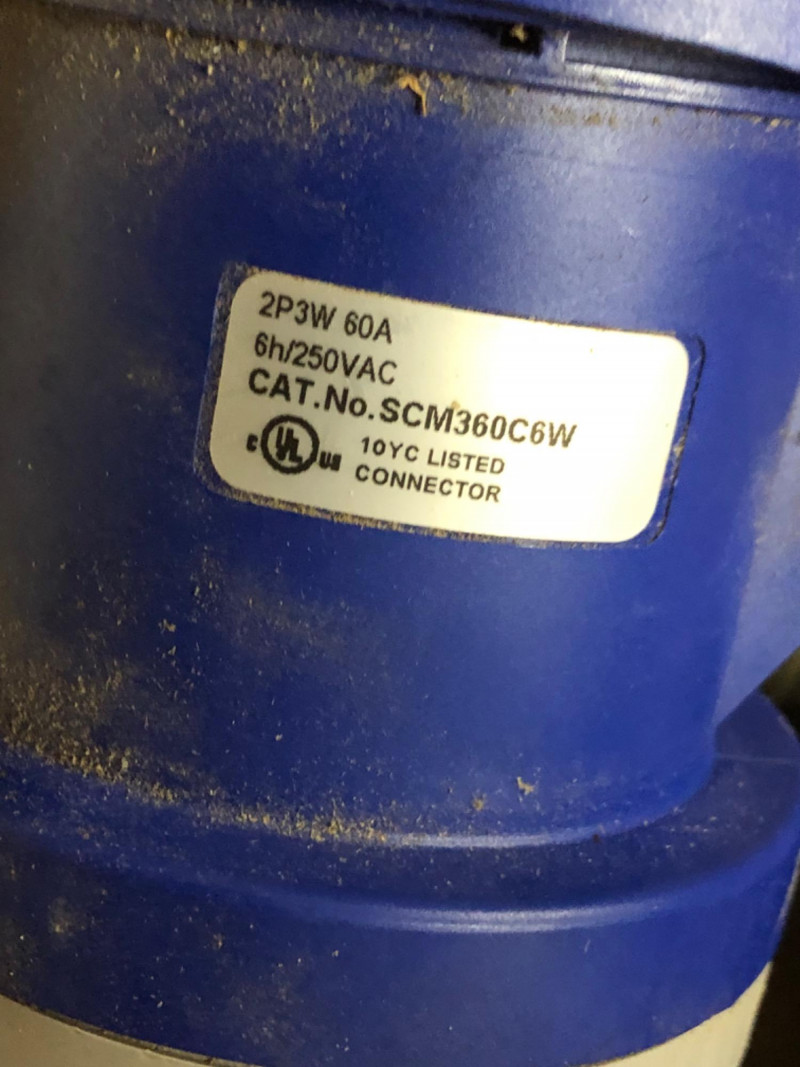 2P3W 60A
6h/250VAC
CAT.No.SCM360C6W
c UL us 10YC LISTED
CONNECTOR